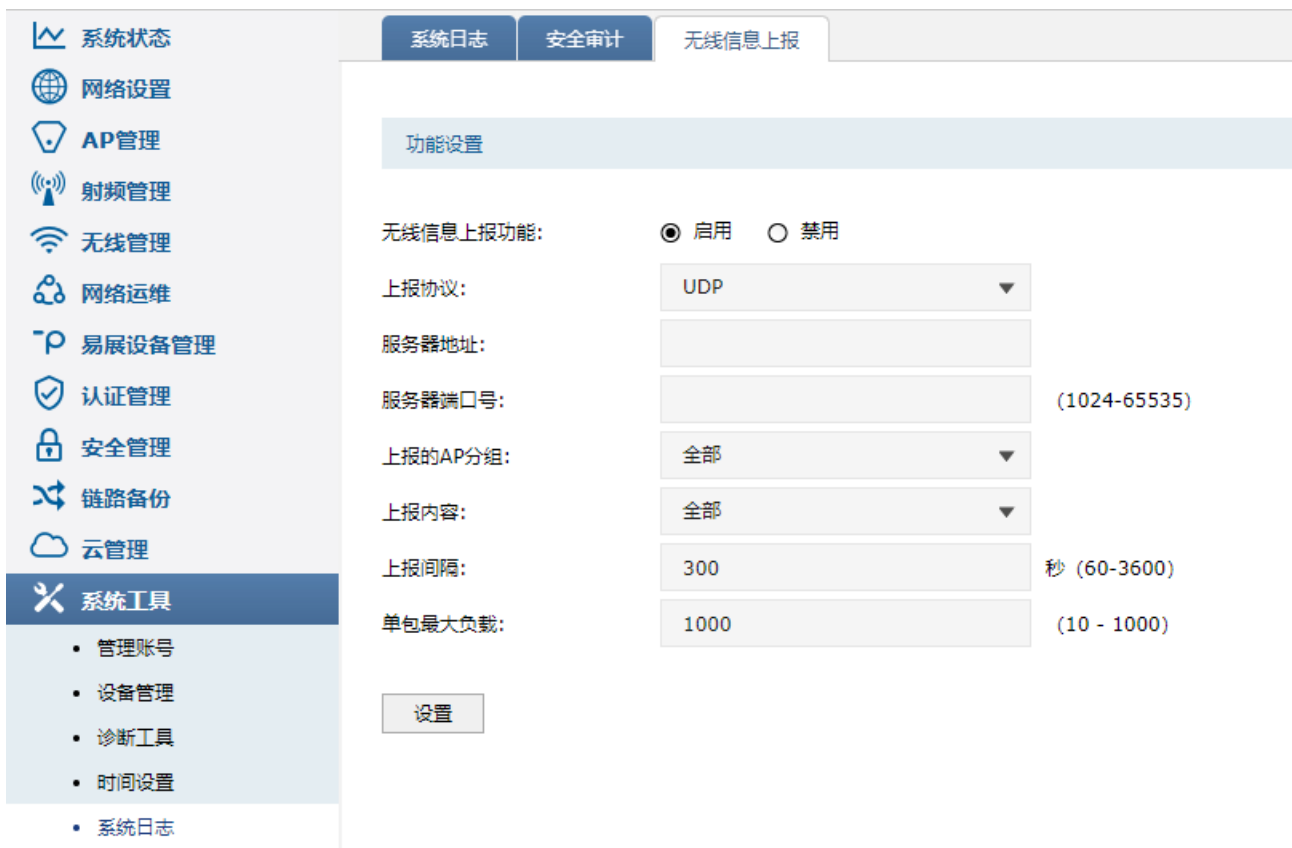 系统状态
网络设置
AP管理
射频管理
无线管理
网络运维
易展设备管理
认证管理
安全管理
链路备份
云管理
系统工具
管理账号
设备管理
诊断工具
时间设置
系统日志
系统日志 安全审计 无线信息上报
功能设置
无线信息上报功能: 启用 禁用
上报协议: UDP
服务器地址:
服务器端口号: (1024-65535)
上报的AP分组: 全部
上报内容: 全部
上报间隔: 300 秒 (60-3600)
单包最大负载: 1000 (10 - 1000)
设置